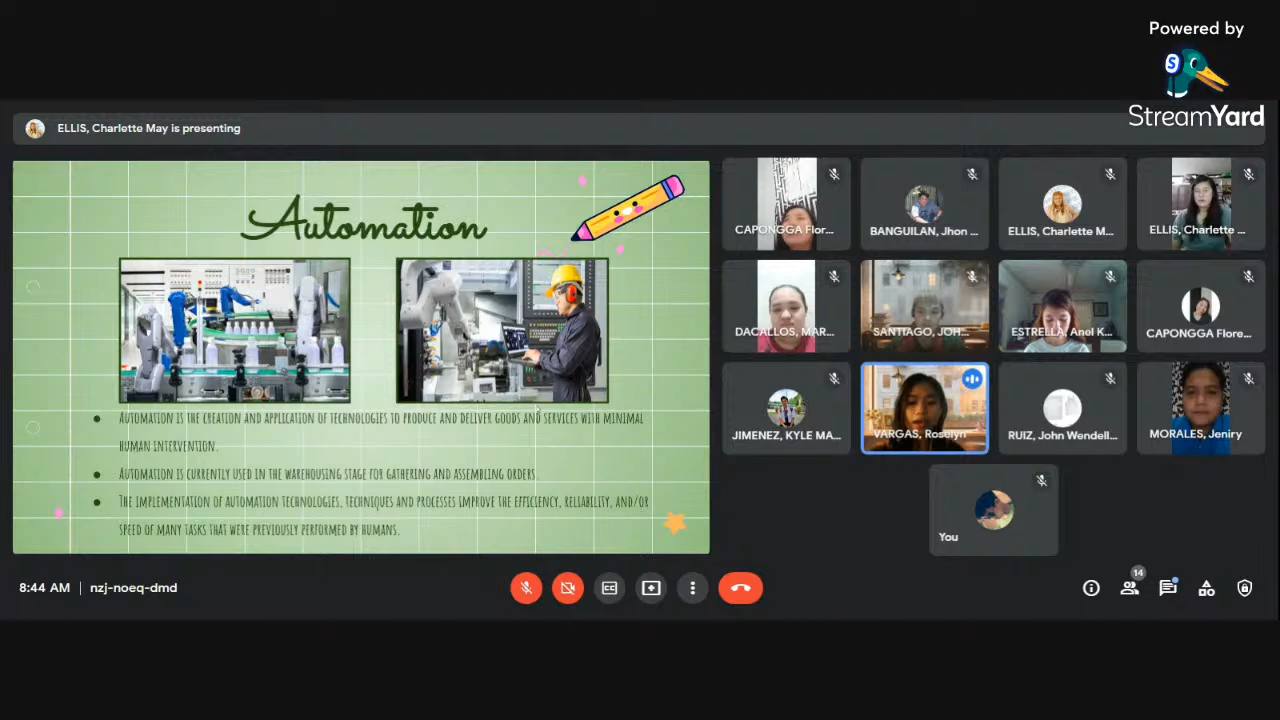 Powered by
StreamYard
ELLIS, Charlette May is presenting
Automation
AUTOMATION IS THE CREATION AND APPLICATION OF TECHNOLOGIES TO PRODUCE AND DELIVER GOODS AND SERVICES WITH MINIMAL
HUMAN INTERVENTION.
AUTOMATION IS CURRENTLY USED IN THE WAREHOUSING STAGE FOR GATHERING AND ASSEMBLING ORDERS.
THE IMPLEMENTATION OF AUTOMATION TECHNOLOGIES, TECHNIQUES AND PROCESSES IMPROVE THE EFFICIENCY, RELIABILITY, AND/OR
SPEED OF MANY TASKS THAT WERE PREVIOUSLY PERFORMED BY HUMANS.
CAPONGGA Flor...
BANGUILAN, Jhon ...
ELLIS, Charlette M...
ELLIS, Charlette ...
DACALLOS, MAR...
SANTIAGO, JOH...
ESTRELLA, Anel K...
CAPONGGA Flore...
JIMENEZ, KYLE MA...
VARGAS, Roselyn
RUIZ, John Wendell...
MORALES, Jeniry
You
8:44 AM | nzj-noeq-dmd
CC
14